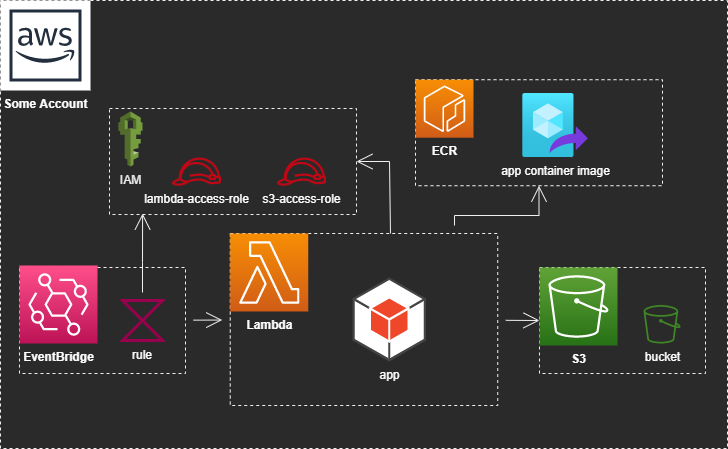 aws
Some Account
IAM
lambda-access-role
s3-access-role
ECR
app container image
EventBridge
rule
Lambda
app
S3
bucket